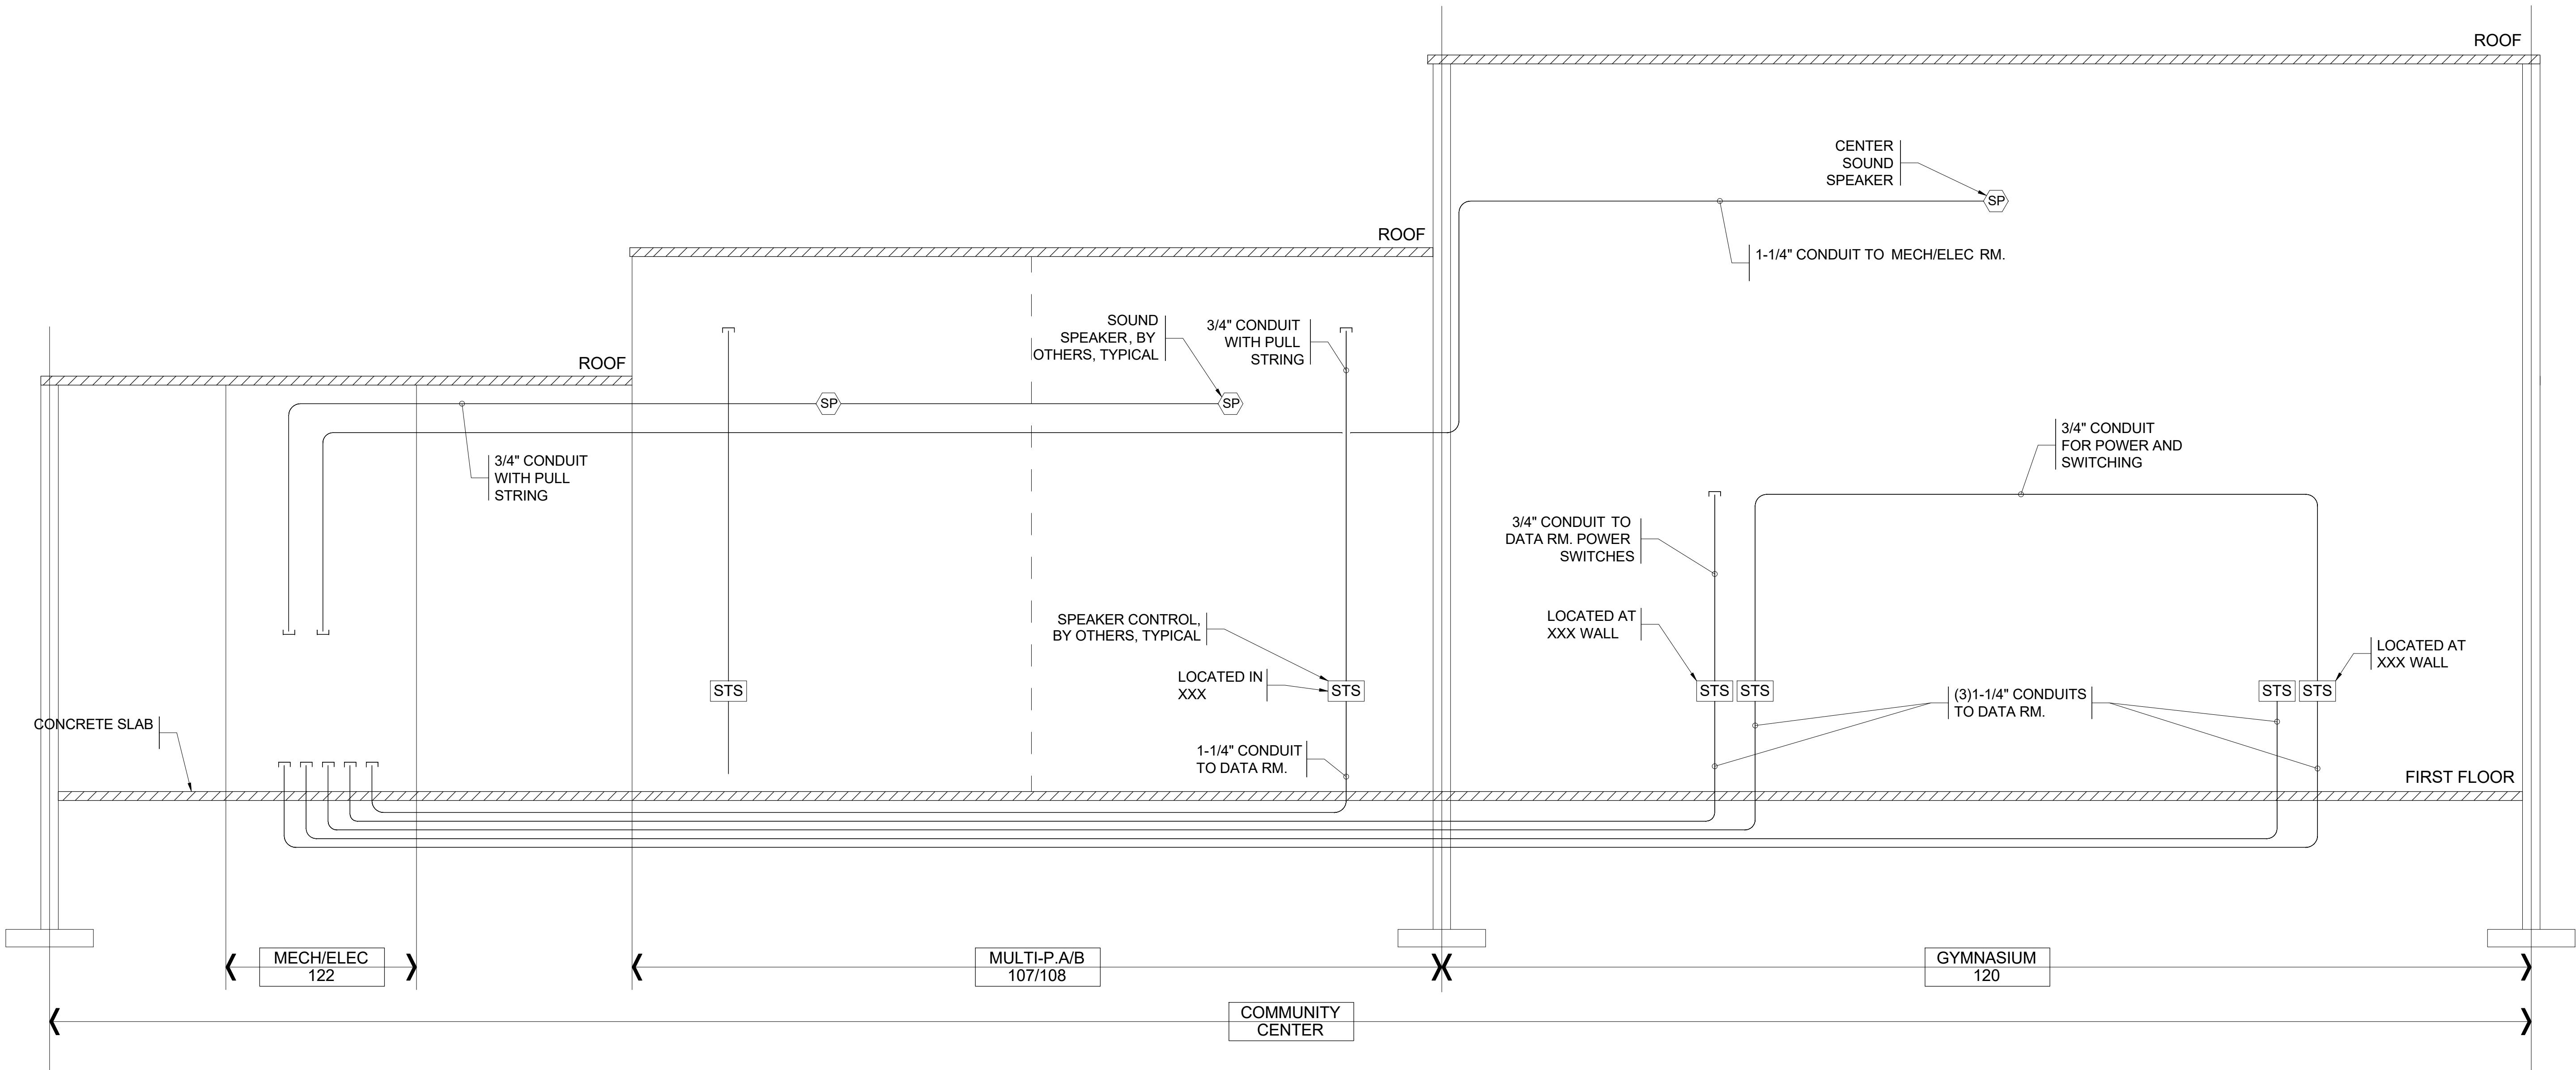 ROOF
CENTER
SOUND
SPEAKER
SP
1-1/4" CONDUIT TO MECH/ELEC RM.
ROOF
SOUND
SPEAKER, BY
OTHERS, TYPICAL
3/4" CONDUIT
WITH PULL
STRING
ROOF
SP
SP
3/4" CONDUIT
WITH PULL
STRING
3/4" CONDUIT
FOR POWER AND
SWITCHING
3/4" CONDUIT TO
DATA RM. POWER
SWITCHES
SPEAKER CONTROL,
BY OTHERS, TYPICAL
LOCATED AT
XXX WALL
LOCATED AT
XXX WALL
LOCATED IN
XXX
STS
STS
STS
STS
STS
STS
(3)1-1/4" CONDUITS
TO DATA RM.
CONCRETE SLAB
1-1/4" CONDUIT
TO DATA RM.
FIRST FLOOR
MECH/ELEC
122
MULTI-P.A/B
107/108
GYMNASIUM
120
COMMUNITY
CENTER